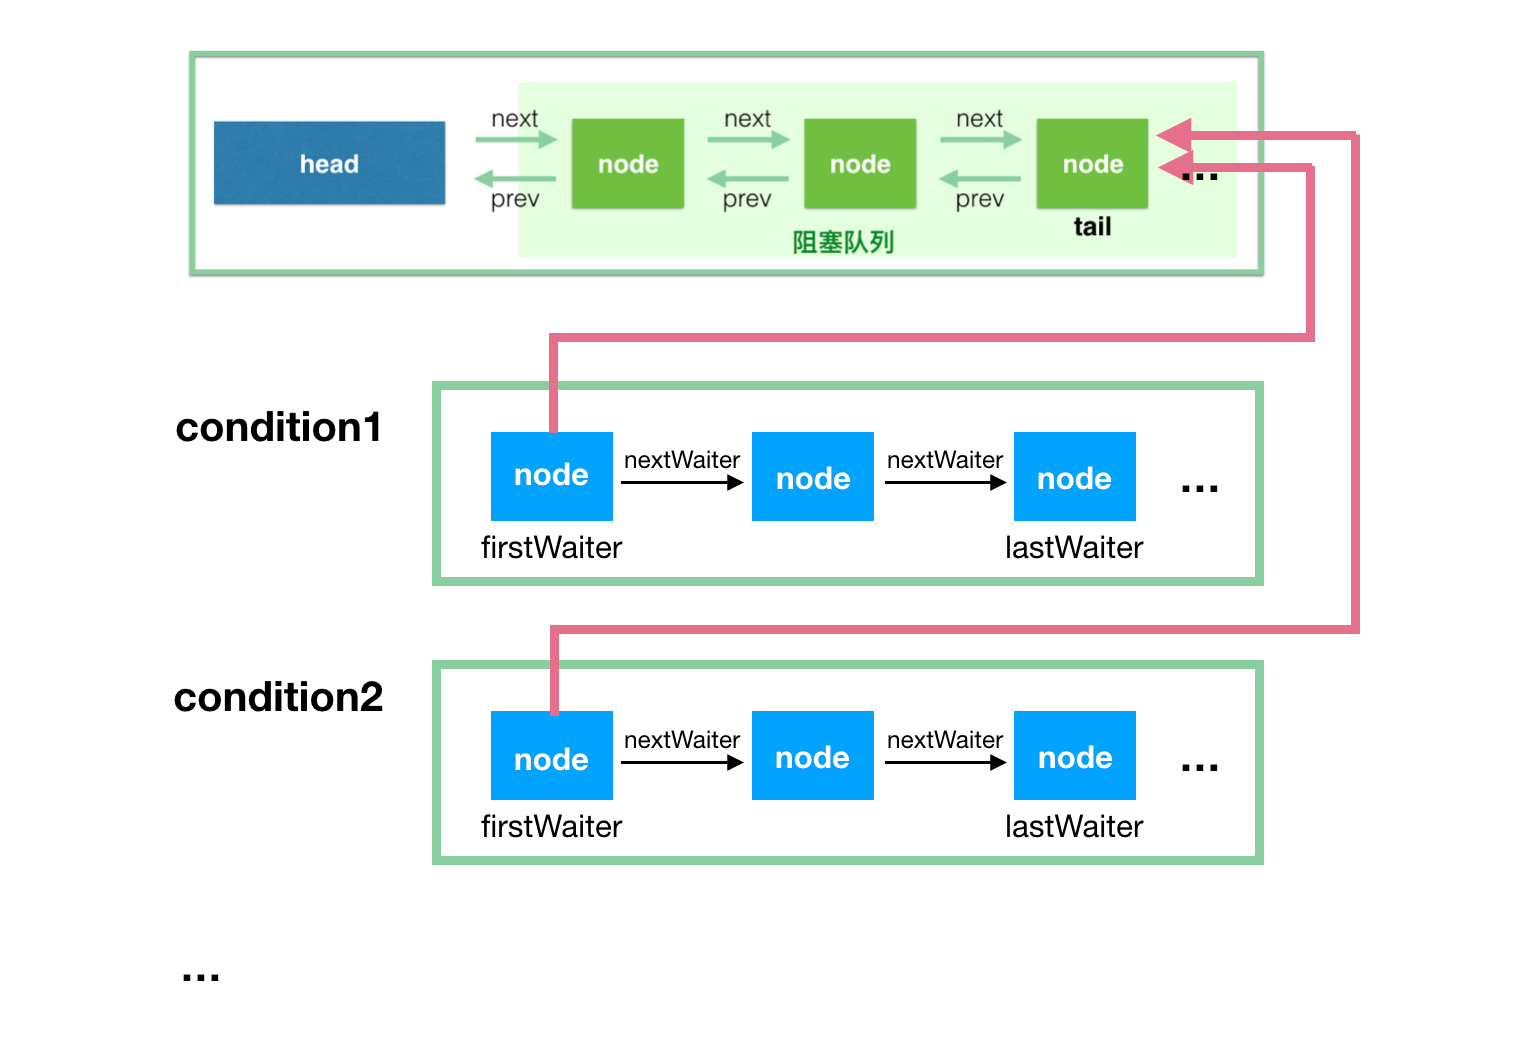 next next next
head node node node ...
prev prev prev
tail
阻塞队列
condition1
nextWaiter nextWaiter
node node node ...
firstWaiter lastWaiter
condition2
nextWaiter nextWaiter
node node node ...
firstWaiter lastWaiter
...